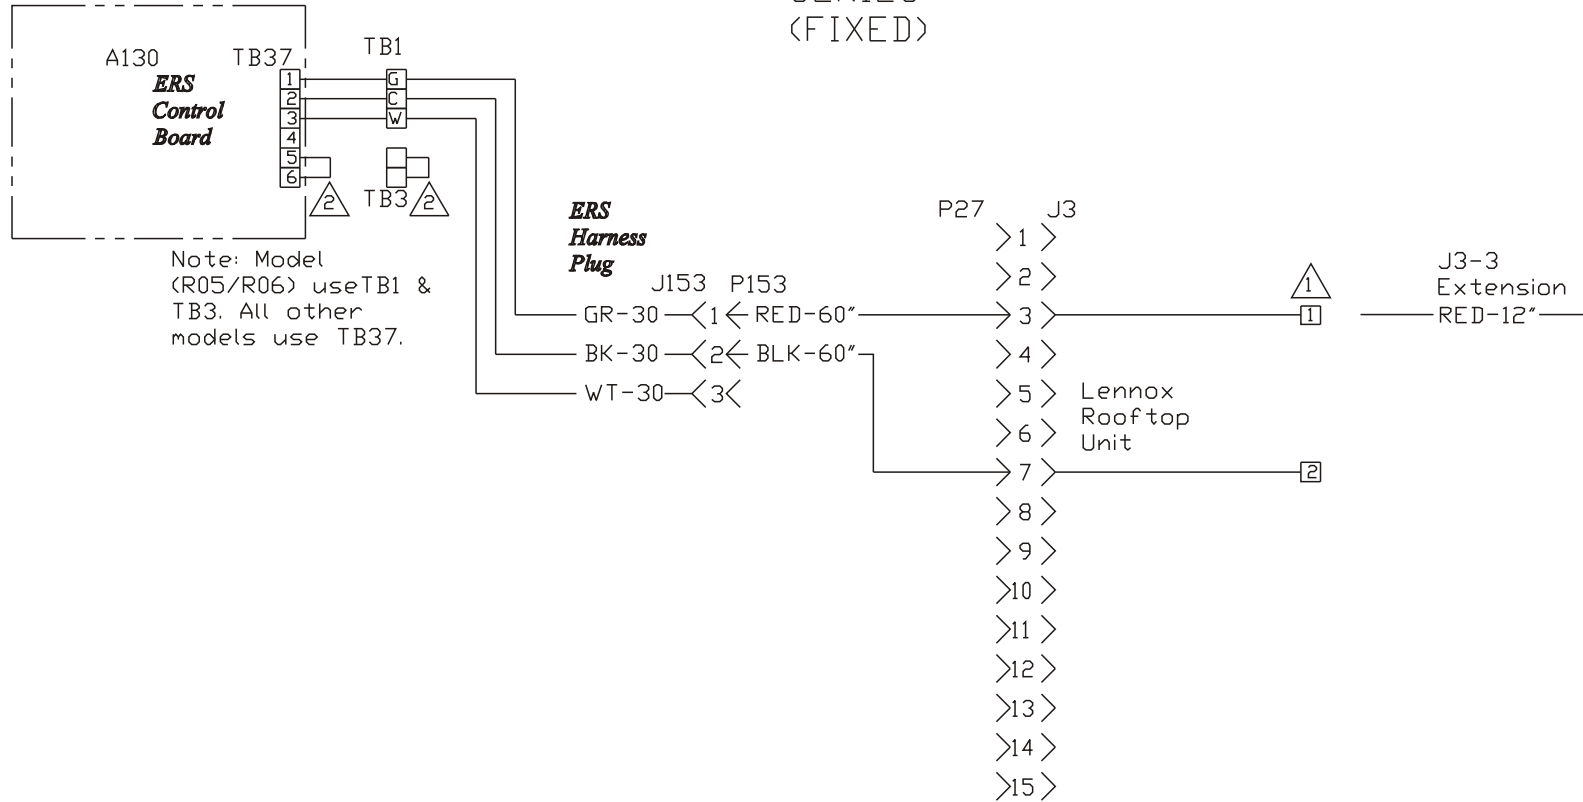 (FIXED)
A130
TB37
TB1
ERS
Control
Board
1
2
3
4
5
6
G
C
W
2
TB3
2
Note: Model
(R05/R06) useTB1 &
TB3. All other
models use TB37.
ERS
Harness
Plug
J153
P153
GR-30
1
RED-60"
BK-30
2
BLK-60"
WT-30
3
P27
J3
1
2
3
4
5
6
7
8
9
10
11
12
13
14
15
Lennox
Rooftop
Unit
1
1
2
J3-3
Extension
RED-12"